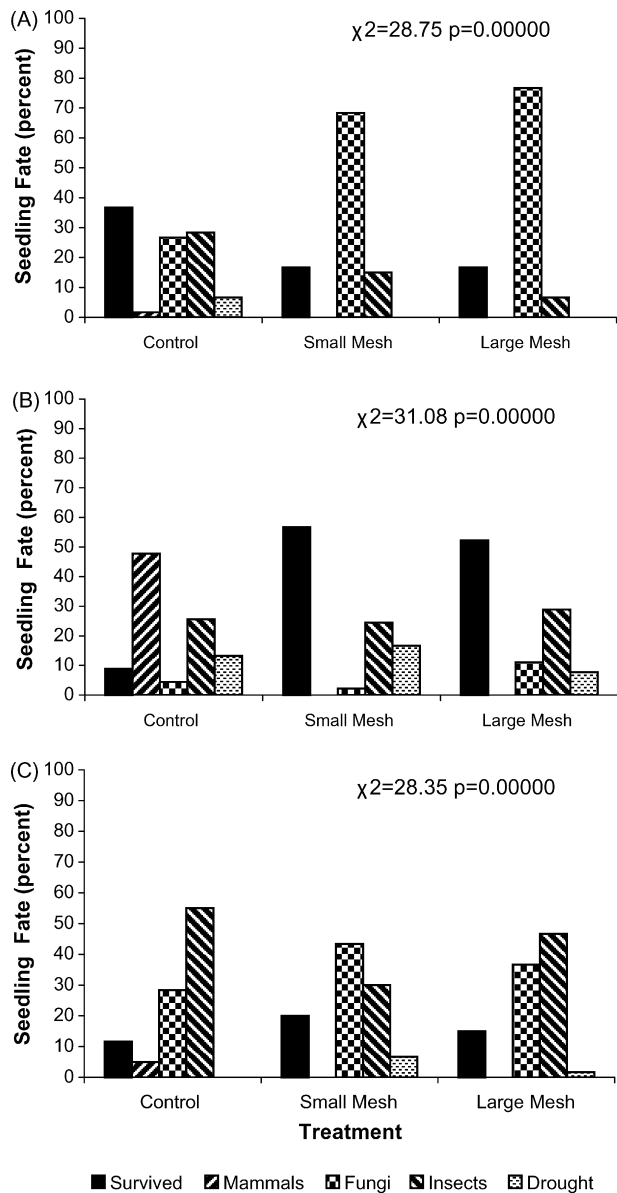 (A)
χ2=28.75 p=0.00000
100
90
80
70
60
50
40
30
20
10
0
Seedling Fate (percent)
Control Small Mesh Large Mesh
(B)
χ2=31.08 p=0.00000
100
90
80
70
60
50
40
30
20
10
0
Seedling Fate (percent)
Control Small Mesh Large Mesh
(C)
χ2=28.35 p=0.00000
100
90
80
70
60
50
40
30
20
10
0
Seedling Fate (percent)
Control Small Mesh Large Mesh
Treatment
Survived Mammals Fungi Insects Drought